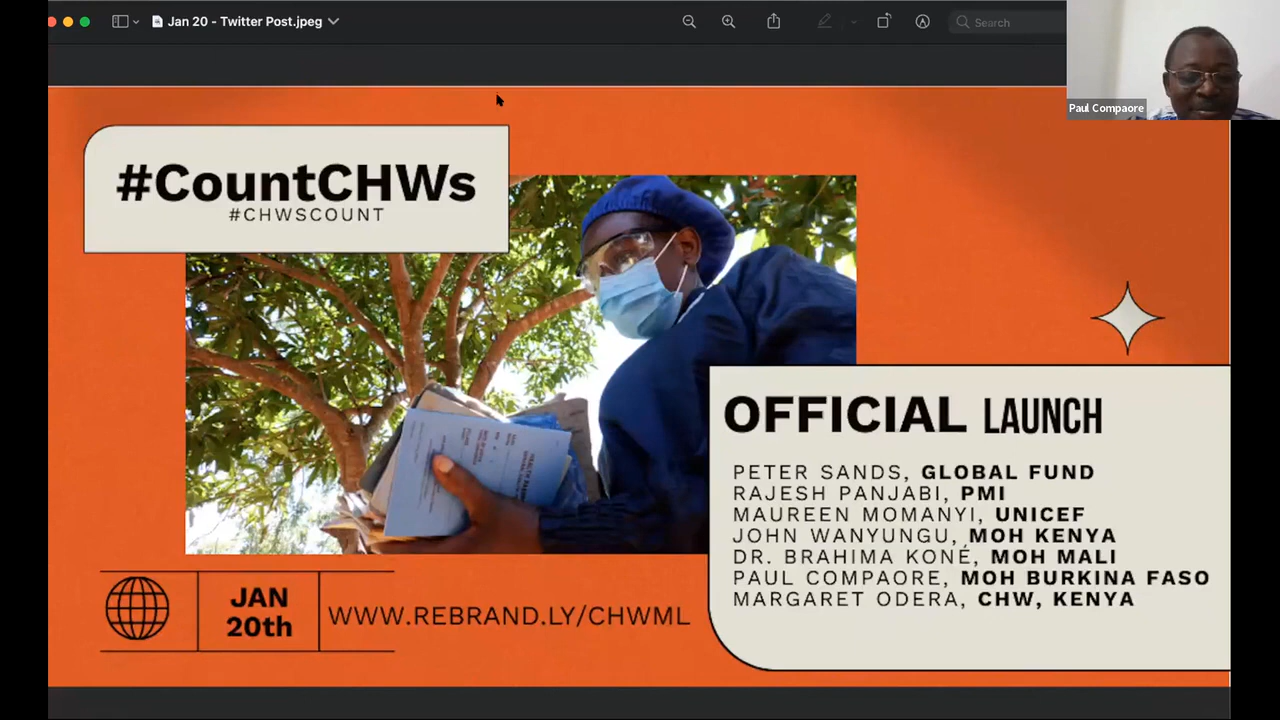 Jan 20 - Twitter Post.jpeg
Search
Paul Compaore
#CountCHWs
#CHWSCOUNT
OFFICIAL LAUNCH
PETER SANDS, GLOBAL FUND
RAJESH PANJABI, PMI
MAUREEN MOMANYI, UNICEF
JOHN WANYUNGU, MOH KENYA
DR. BRAHIMA KONÉ, MOH MALI
PAUL COMPAORE, MOH BURKINA FASO
MARGARET ODERA, CHW, KENYA
JAN
20th
WWW.REBRAND.LY/CHWML